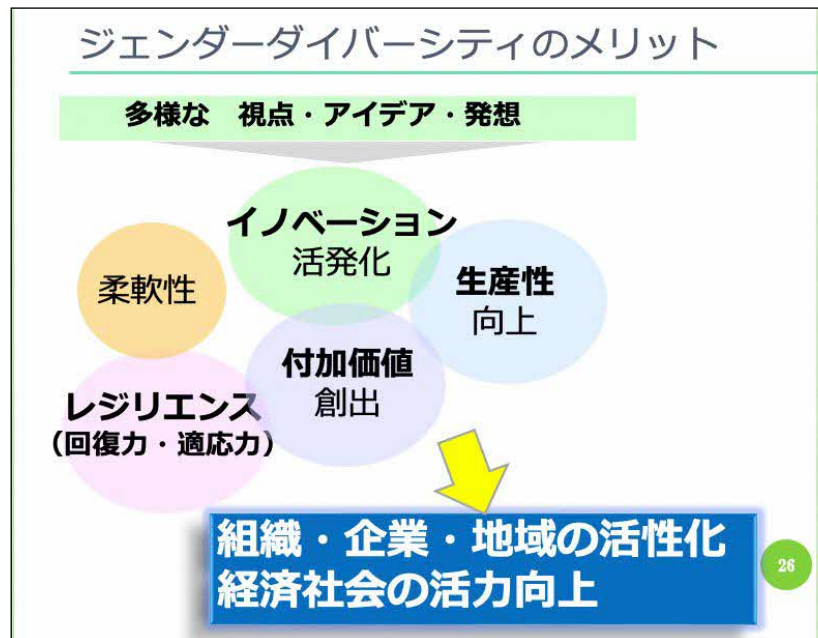 ジェンダーダイバーシティのメリット
多様な 視点・アイデア・発想
イノベーション
活発化
柔軟性
生産性
向上
付加価値
創出
レジリエンス
(回復力・適応力)
組織・企業・地域の活性化
経済社会の活力向上
26